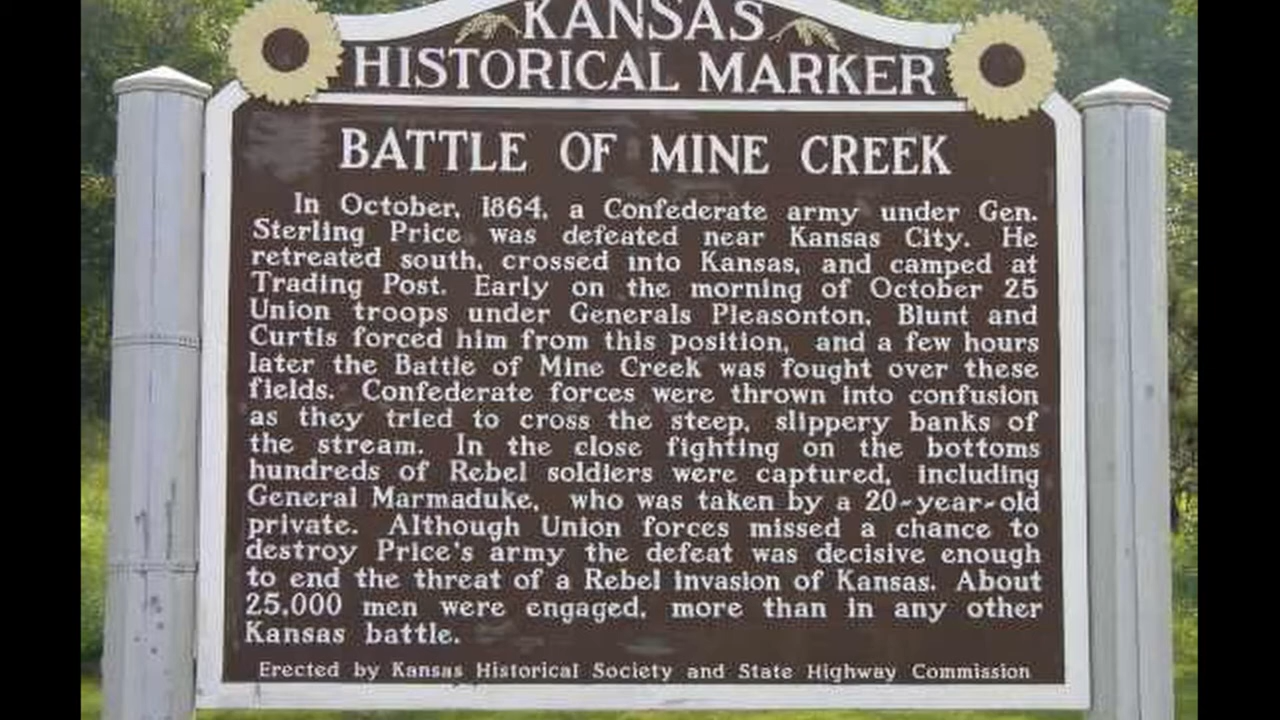 KANSAS
HISTORICAL MARKER
BATTLE OF MINE CREEK
In October, 1864, a Confederate army under Gen.
Sterling Price was defeated near Kansas City. He
retreated south, crossed into Kansas, and camped at
Trading Post. Early on the morning of October 25
Union troops under Generals Pleasonton, Blunt and
Curtis forced him from this position, and a few hours
later the Battle of Mine Creek was fought over these
fields. Confederate forces were thrown into confusion
as they tried to cross the steep, slippery banks of
the stream. In the close fighting on the bottoms
hundreds of Rebel soldiers were captured, including
General Marmaduke, who was taken by a 20-year-old
private. Although Union forces missed a chance to
destroy Price's army the defeat was decisive enough
to end the threat of a Rebel invasion of Kansas. About
25,000 men were engaged, more than in any other
Kansas battle.
Erected by Kansas Historical Society and State Highway Commission